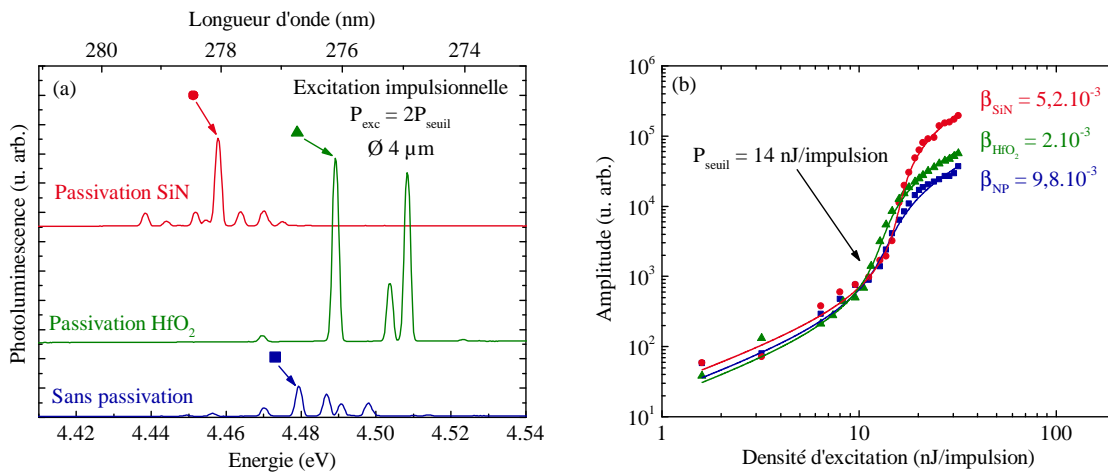 Longueur d'onde (nm)
280 278 276 274
(a)
Excitation impulsionnelle
P_exc = 2P_seuil
Ø 4 µm
Passivation SiN
Passivation HfO₂
Sans passivation
Photoluminescence (u. arb.)
4.42 4.44 4.46 4.48 4.50 4.52 4.54
Energie (eV)
(b)
β_SiN = 5,2.10⁻³
β_HfO₂ = 2.10⁻³
β_NP = 9,8.10⁻³
P_seuil = 14 nJ/impulsion
Amplitude (u. arb.)
10⁶
10⁵
10⁴
10³
10²
10¹
1 10 100
Densité d'excitation (nJ/impulsion)